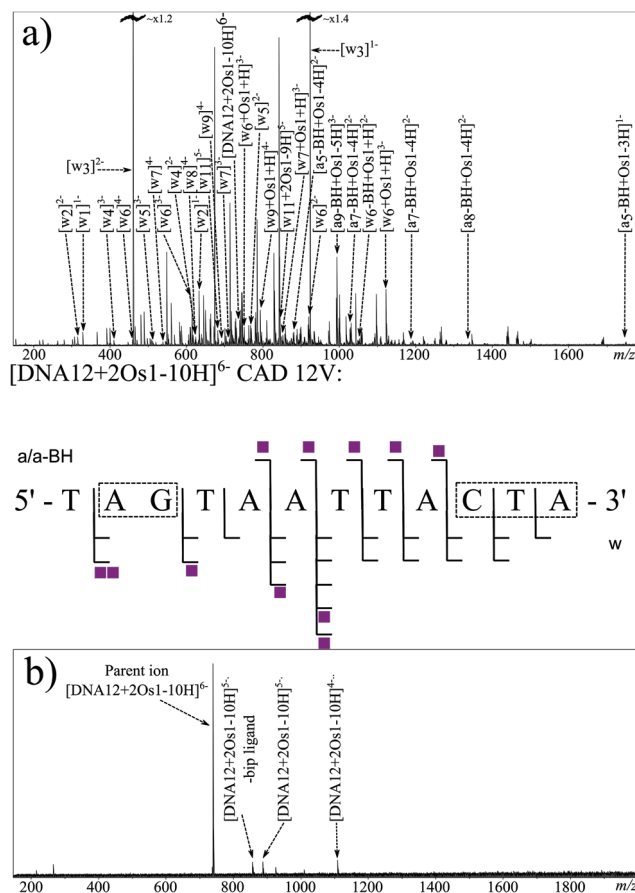 a)
~x1.2
~x1.4
[w3]1-
[w3]2-
[w2]2-
[w1]1-
[w4]3-
[w6]4-
[w5]3-
[w7]4-
[w6]3-
[w4]2-
[w8]4-
[w2]1-
[w11]5-
[w9]4-
[w7]3-
[DNA12+2Os1-10H]6-
[w6+Os1+H]3-
[w5]2-
[w9+Os1+H]4-
[w11+2Os1-9H]5-
[w7+Os1+H]3-
[a5-BH+Os1-4H]2-
[w6]2-
[a9-BH+Os1-5H]3-
[a7-BH+Os1-4H]2-
[w6-BH+Os1+H]2-
[w6+Os1+H]3-
[a7-BH+Os1-4H]2-
[a8-BH+Os1-4H]2-
[a5-BH+Os1-3H]1-
200 400 600 800 1000 1200 1400 1600 m/z
[DNA12+2Os1-10H]6- CAD 12V:
a/a-BH
5' - T A G T A A T T A C T A - 3'
w
b)
Parent ion
[DNA12+2Os1-10H]6-
[DNA12+2Os1-10H]5-.
-bip ligand
[DNA12+2Os1-10H]5-.
[DNA12+2Os1-10H]4-..
200 400 600 800 1000 1200 1400 1600 1800 m/z